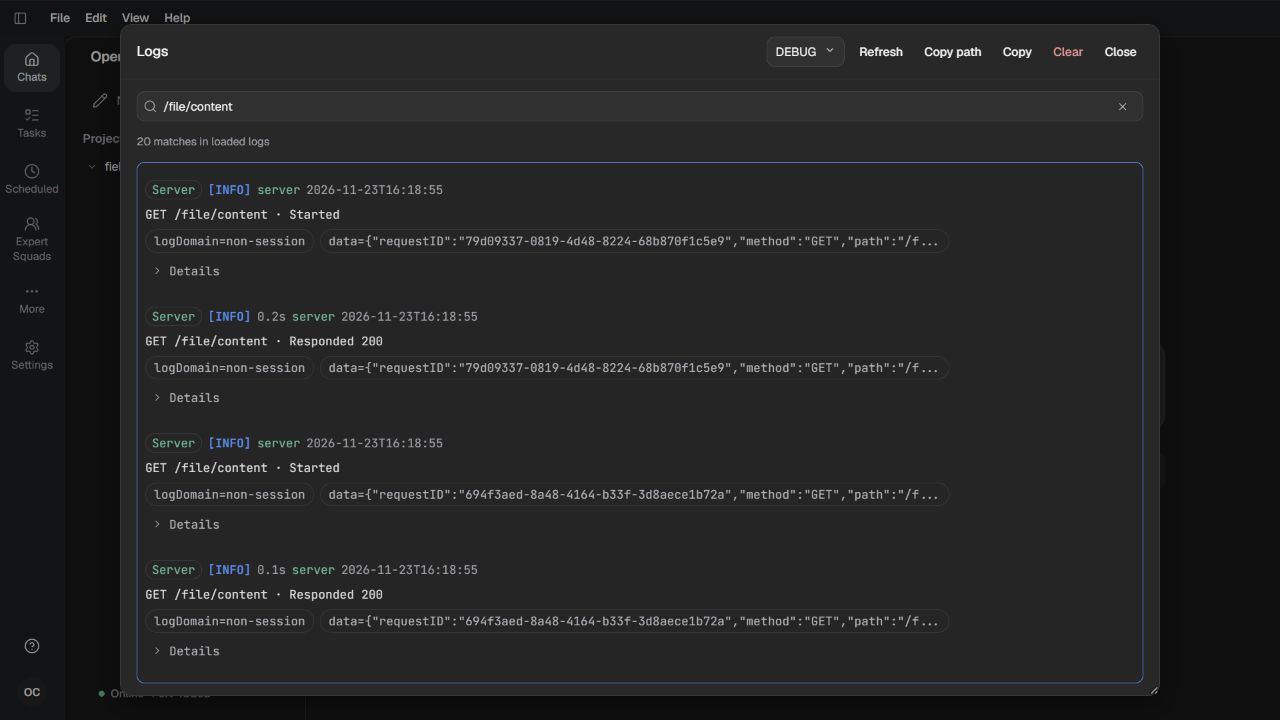 File Edit View Help
Logs
DEBUG Refresh Copy path Copy Clear Close
Chats
Tasks
Scheduled
Expert
Squads
More
Settings
OC
/file/content
20 matches in loaded logs
Server [INFO] server 2026-11-23T16:18:55
GET /file/content · Started
logDomain=non-session data={"requestID":"79d09337-0819-4d48-8224-68b870f1c5e9","method":"GET","path":"/f...
Details
Server [INFO] 0.2s server 2026-11-23T16:18:55
GET /file/content · Responded 200
logDomain=non-session data={"requestID":"79d09337-0819-4d48-8224-68b870f1c5e9","method":"GET","path":"/f...
Details
Server [INFO] server 2026-11-23T16:18:55
GET /file/content · Started
logDomain=non-session data={"requestID":"694f3aed-8a48-4164-b33f-3d8aece1b72a","method":"GET","path":"/f...
Details
Server [INFO] 0.1s server 2026-11-23T16:18:55
GET /file/content · Responded 200
logDomain=non-session data={"requestID":"694f3aed-8a48-4164-b33f-3d8aece1b72a","method":"GET","path":"/f...
Details